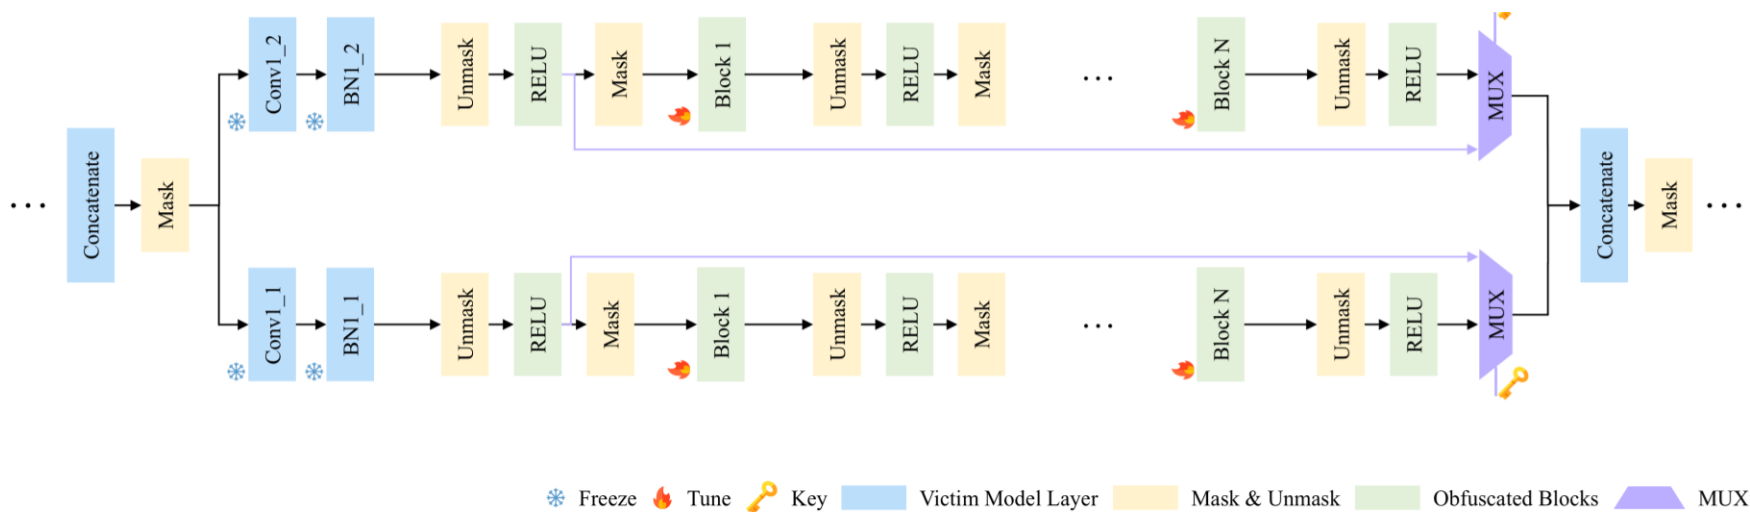 Conv1_2
BN1_2
Unmask
RELU
Mask
Block 1
Unmask
RELU
Mask
...
Block N
Unmask
RELU
MUX
...
Concatenate
Mask
Concatenate
Mask
...
Conv1_1
BN1_1
Unmask
RELU
Mask
Block 1
Unmask
RELU
Mask
...
Block N
Unmask
RELU
MUX
Freeze Tune Key Victim Model Layer Mask & Unmask Obfuscated Blocks MUX